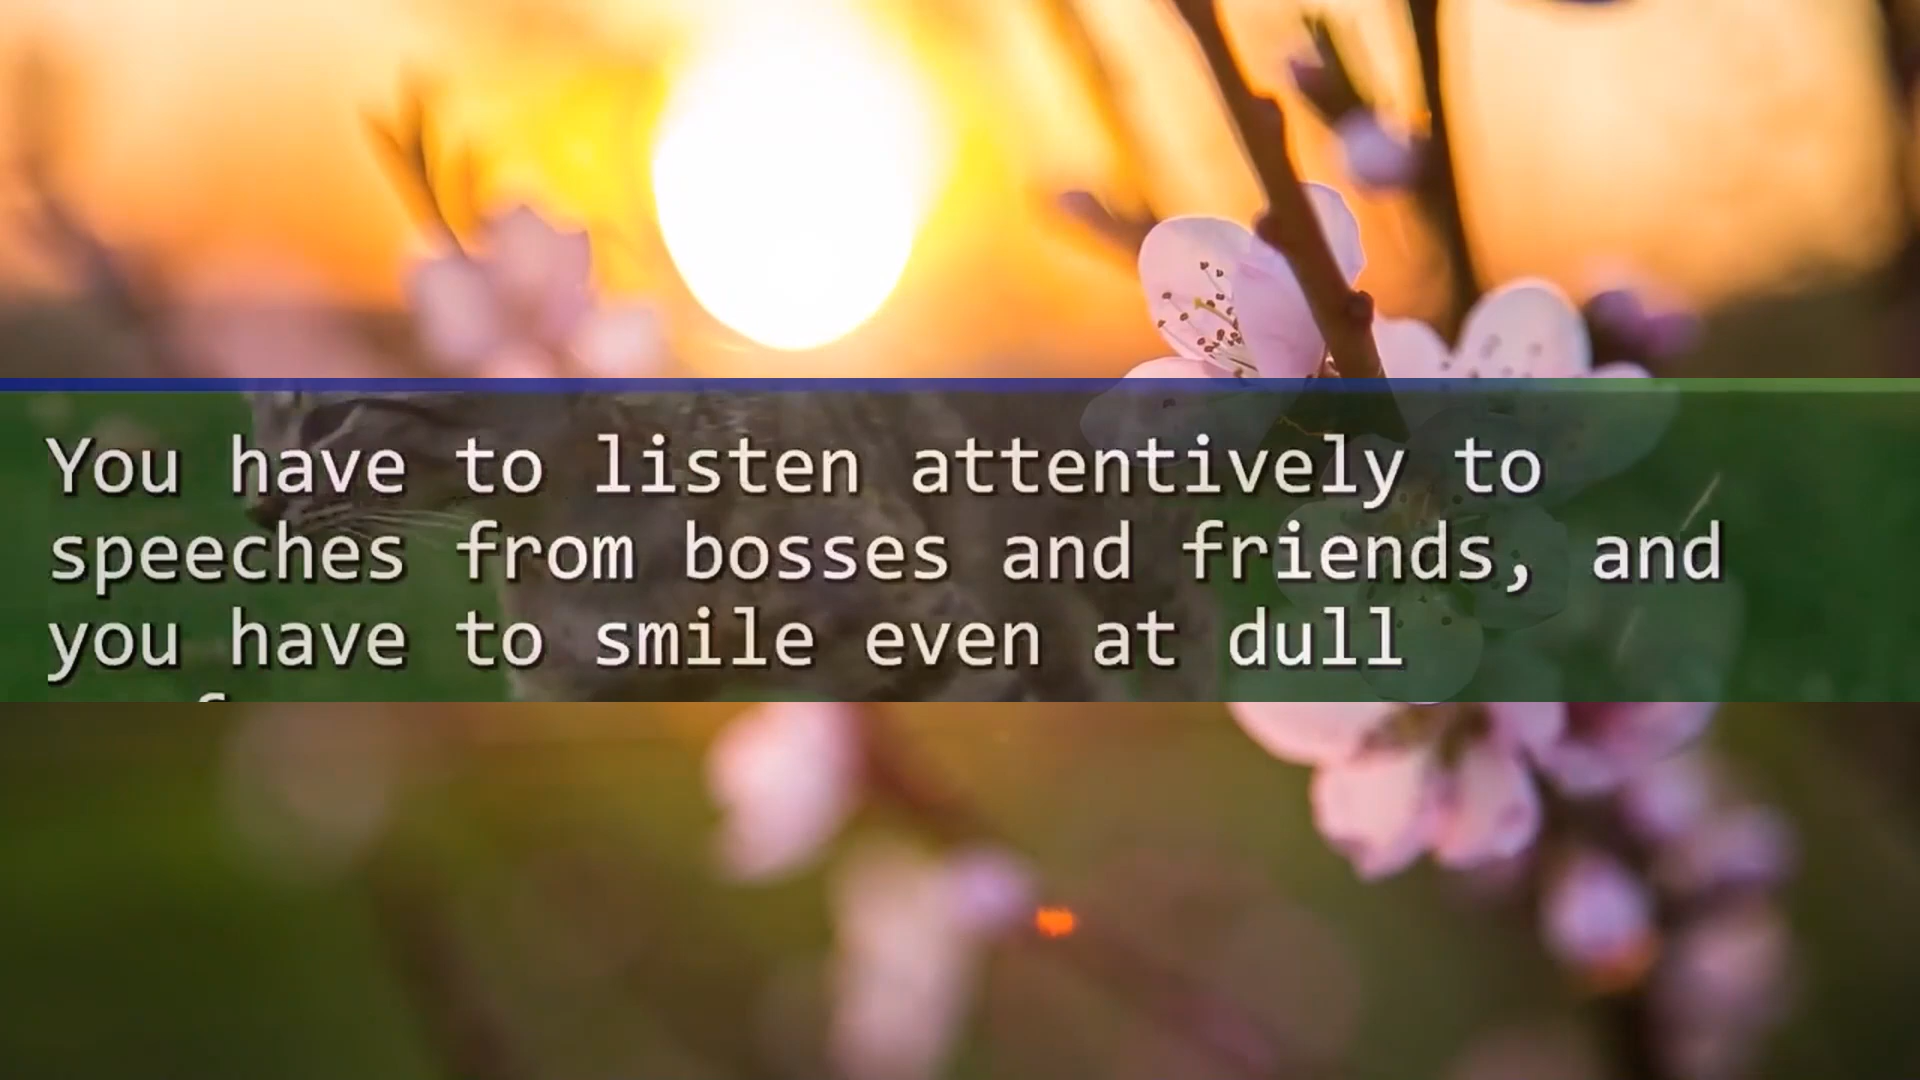 You have to listen attentively to
speeches from bosses and friends, and
you have to smile even at dull